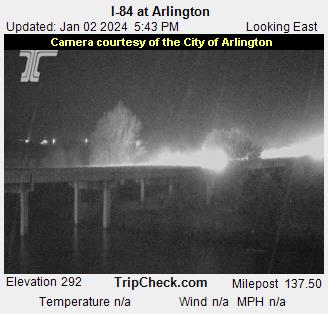 I-84 at Arlington
Updated: Jan 02 2024 5:43 PM Looking East
Camera courtesy of the City of Arlington
Elevation 292 TripCheck.com Milepost 137.50
Temperature n/a Wind n/a MPH n/a